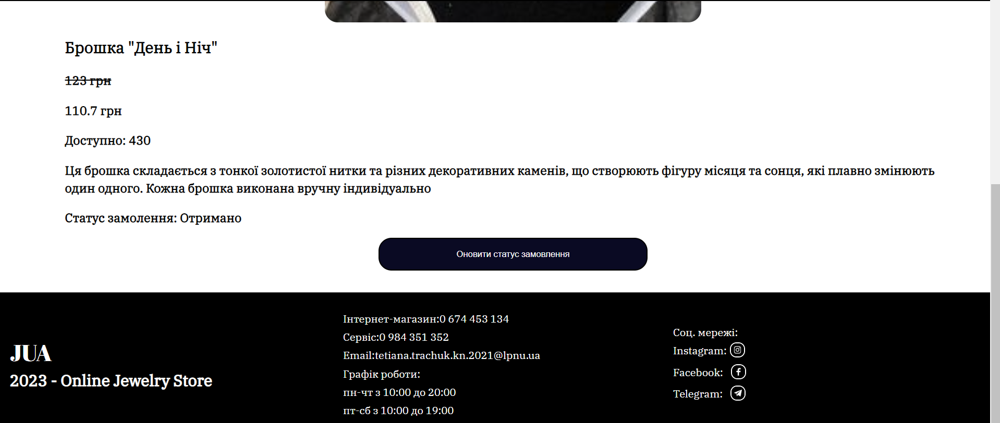 Брошка "День і Ніч"
123 грн
110.7 грн
Доступно: 430
Ця брошка складається з тонкої золотистої нитки та різних декоративних каменів, що створюють фігуру місяця та сонця, які плавно змінюють
один одного. Кожна брошка виконана вручну індивідуально
Статус замолення: Отримано
Оновити статус замовлення
JUA
2023 - Online Jewelry Store
Інтернет-магазин:0 674 453 134
Сервіс:0 984 351 352
Email:tetiana.trachuk.kn.2021@lpnu.ua
Графік роботи:
пн-чт з 10:00 до 20:00
пт-сб з 10:00 до 19:00
Соц. мережі:
Instagram:
Facebook:
Telegram: